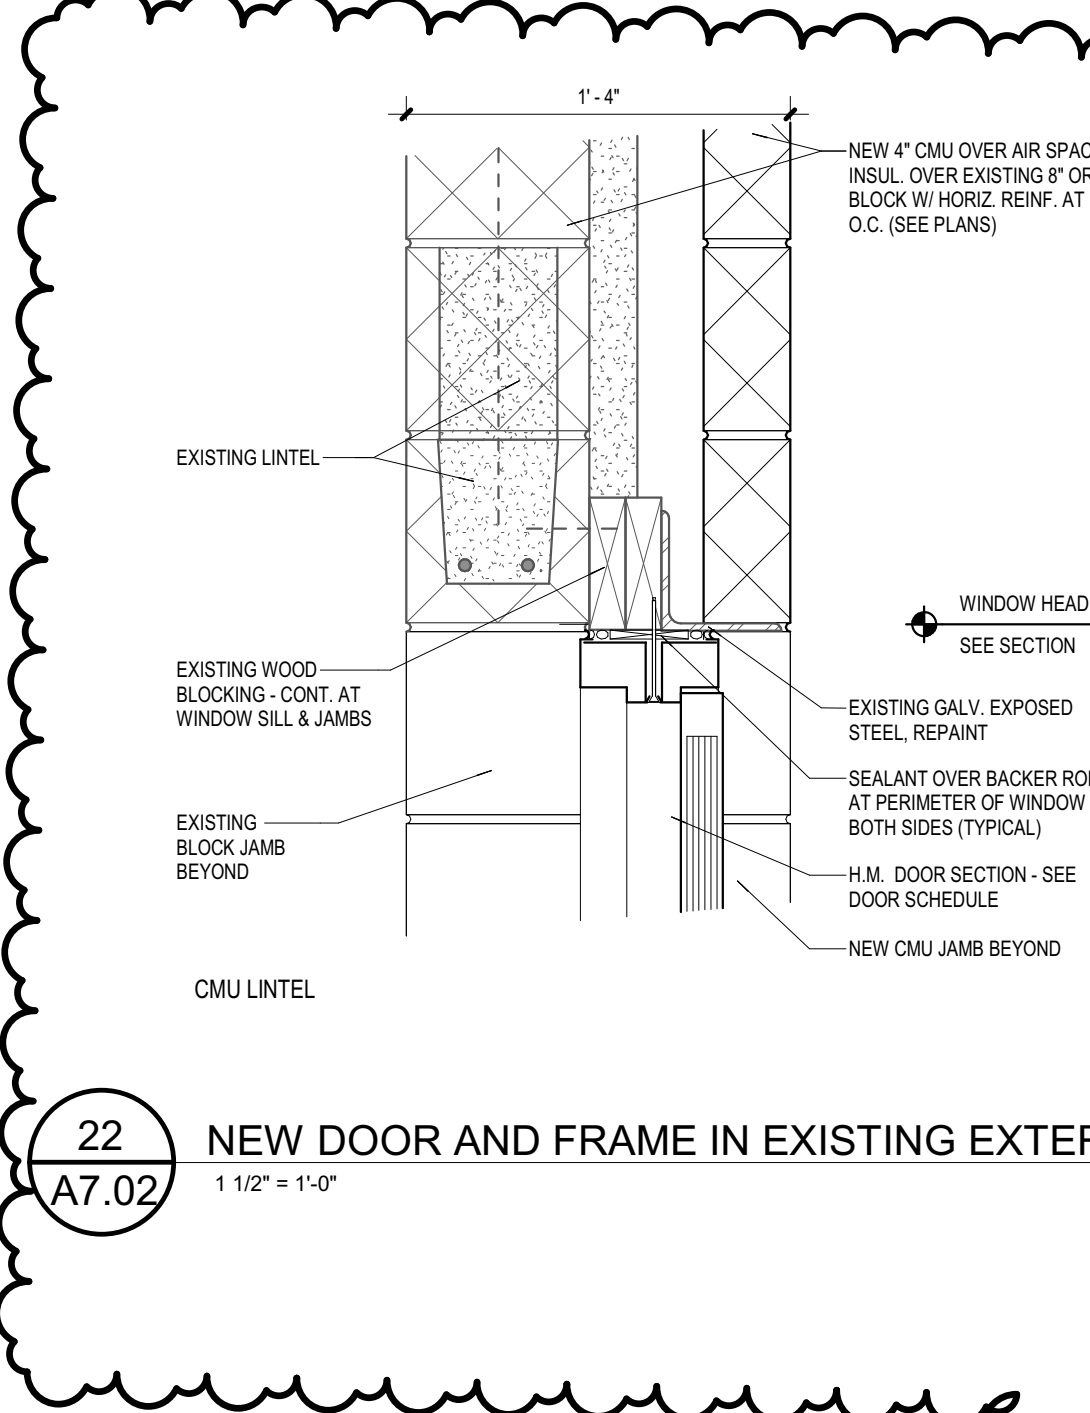 1' - 4"
NEW 4" CMU OVER AIR SPAC
INSUL. OVER EXISTING 8" OR
BLOCK W/ HORIZ. REINF. AT
O.C. (SEE PLANS)
EXISTING LINTEL
WINDOW HEAD
SEE SECTION
EXISTING WOOD
BLOCKING - CONT. AT
WINDOW SILL & JAMBS
EXISTING GALV. EXPOSED
STEEL, REPAINT
SEALANT OVER BACKER RO
AT PERIMETER OF WINDOW
BOTH SIDES (TYPICAL)
EXISTING
BLOCK JAMB
BEYOND
H.M. DOOR SECTION - SEE
DOOR SCHEDULE
NEW CMU JAMB BEYOND
CMU LINTEL
22
A7.02
NEW DOOR AND FRAME IN EXISTING EXTER
1 1/2" = 1'-0"